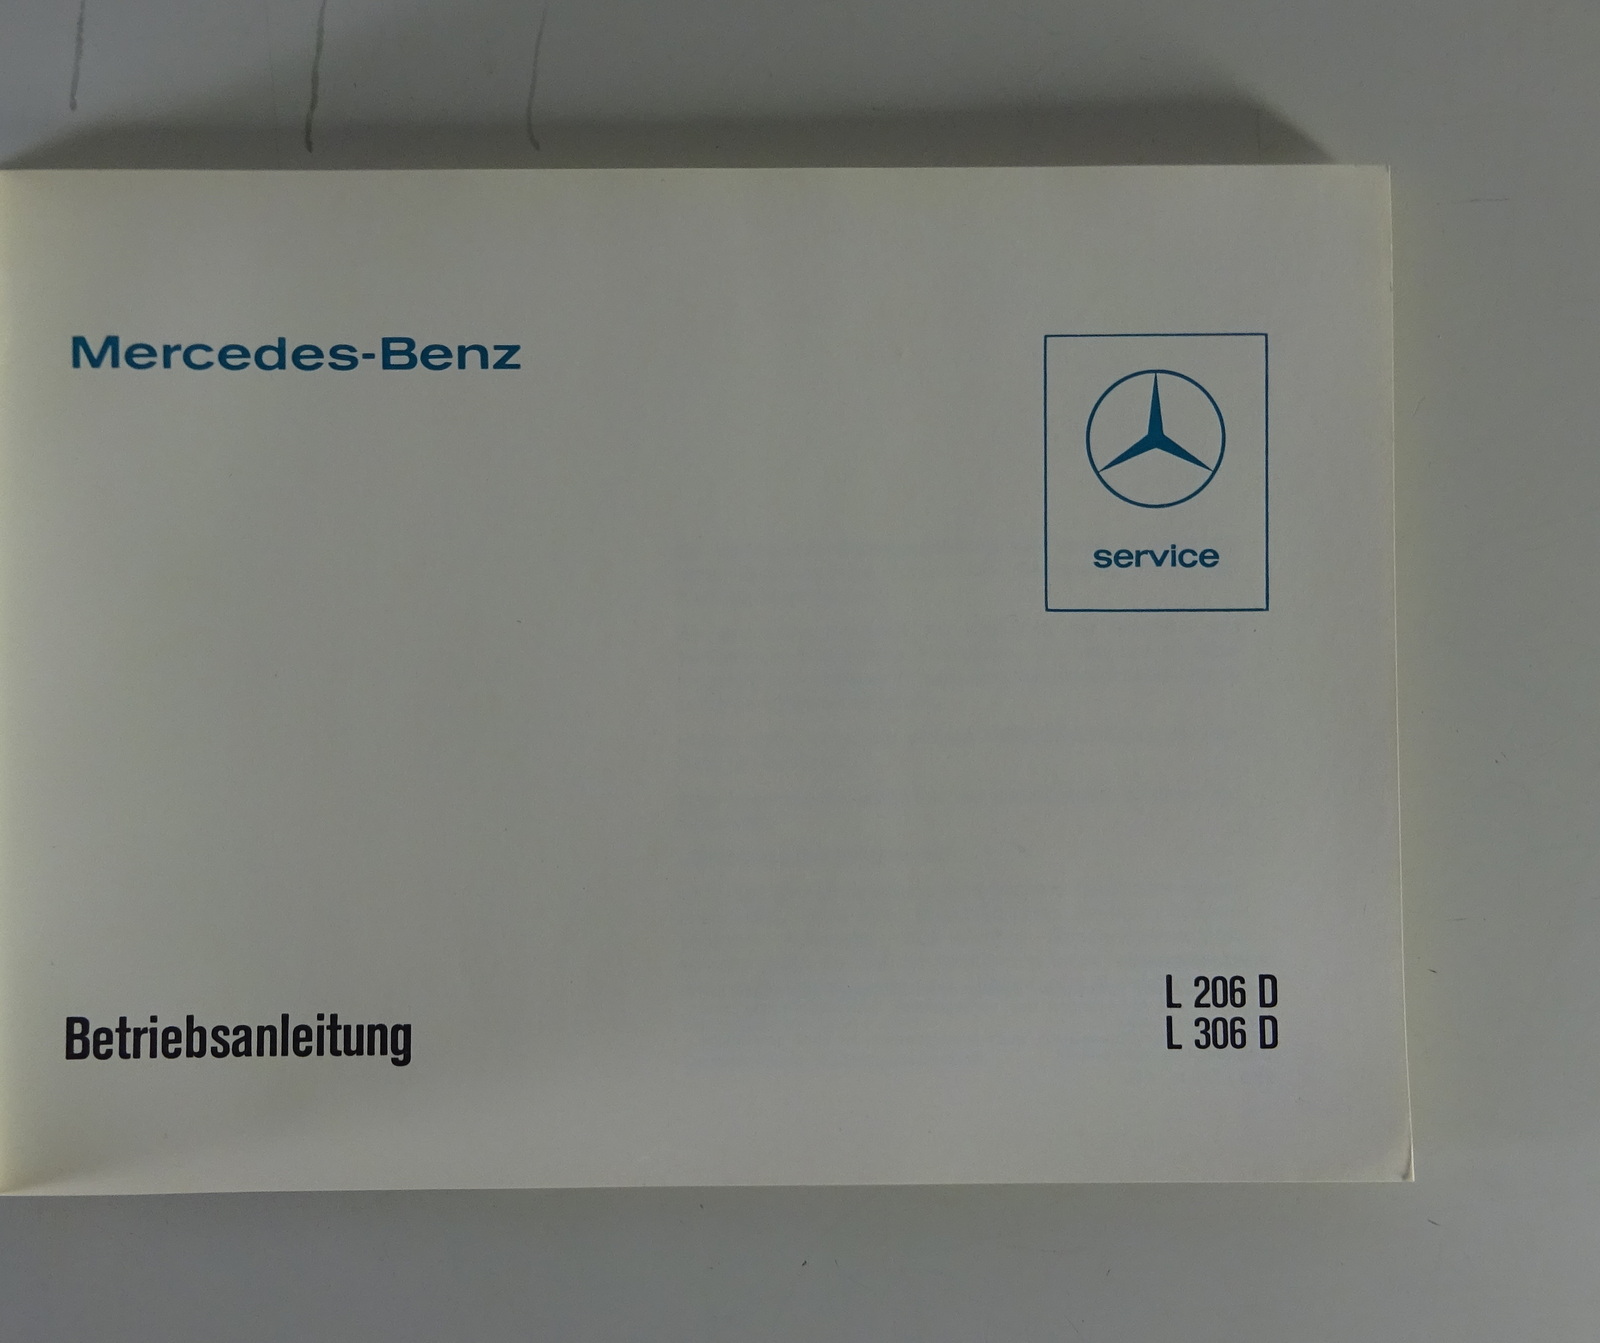 Mercedes-Benz
service
Betriebsanleitung
L 206 D
L 306 D